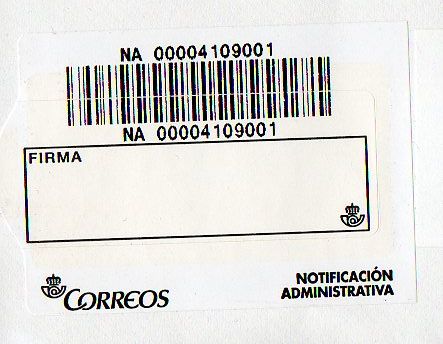 NA 00004109001
NA 00004109001
FIRMA
CORREOS
NOTIFICACIÓN
ADMINISTRATIVA